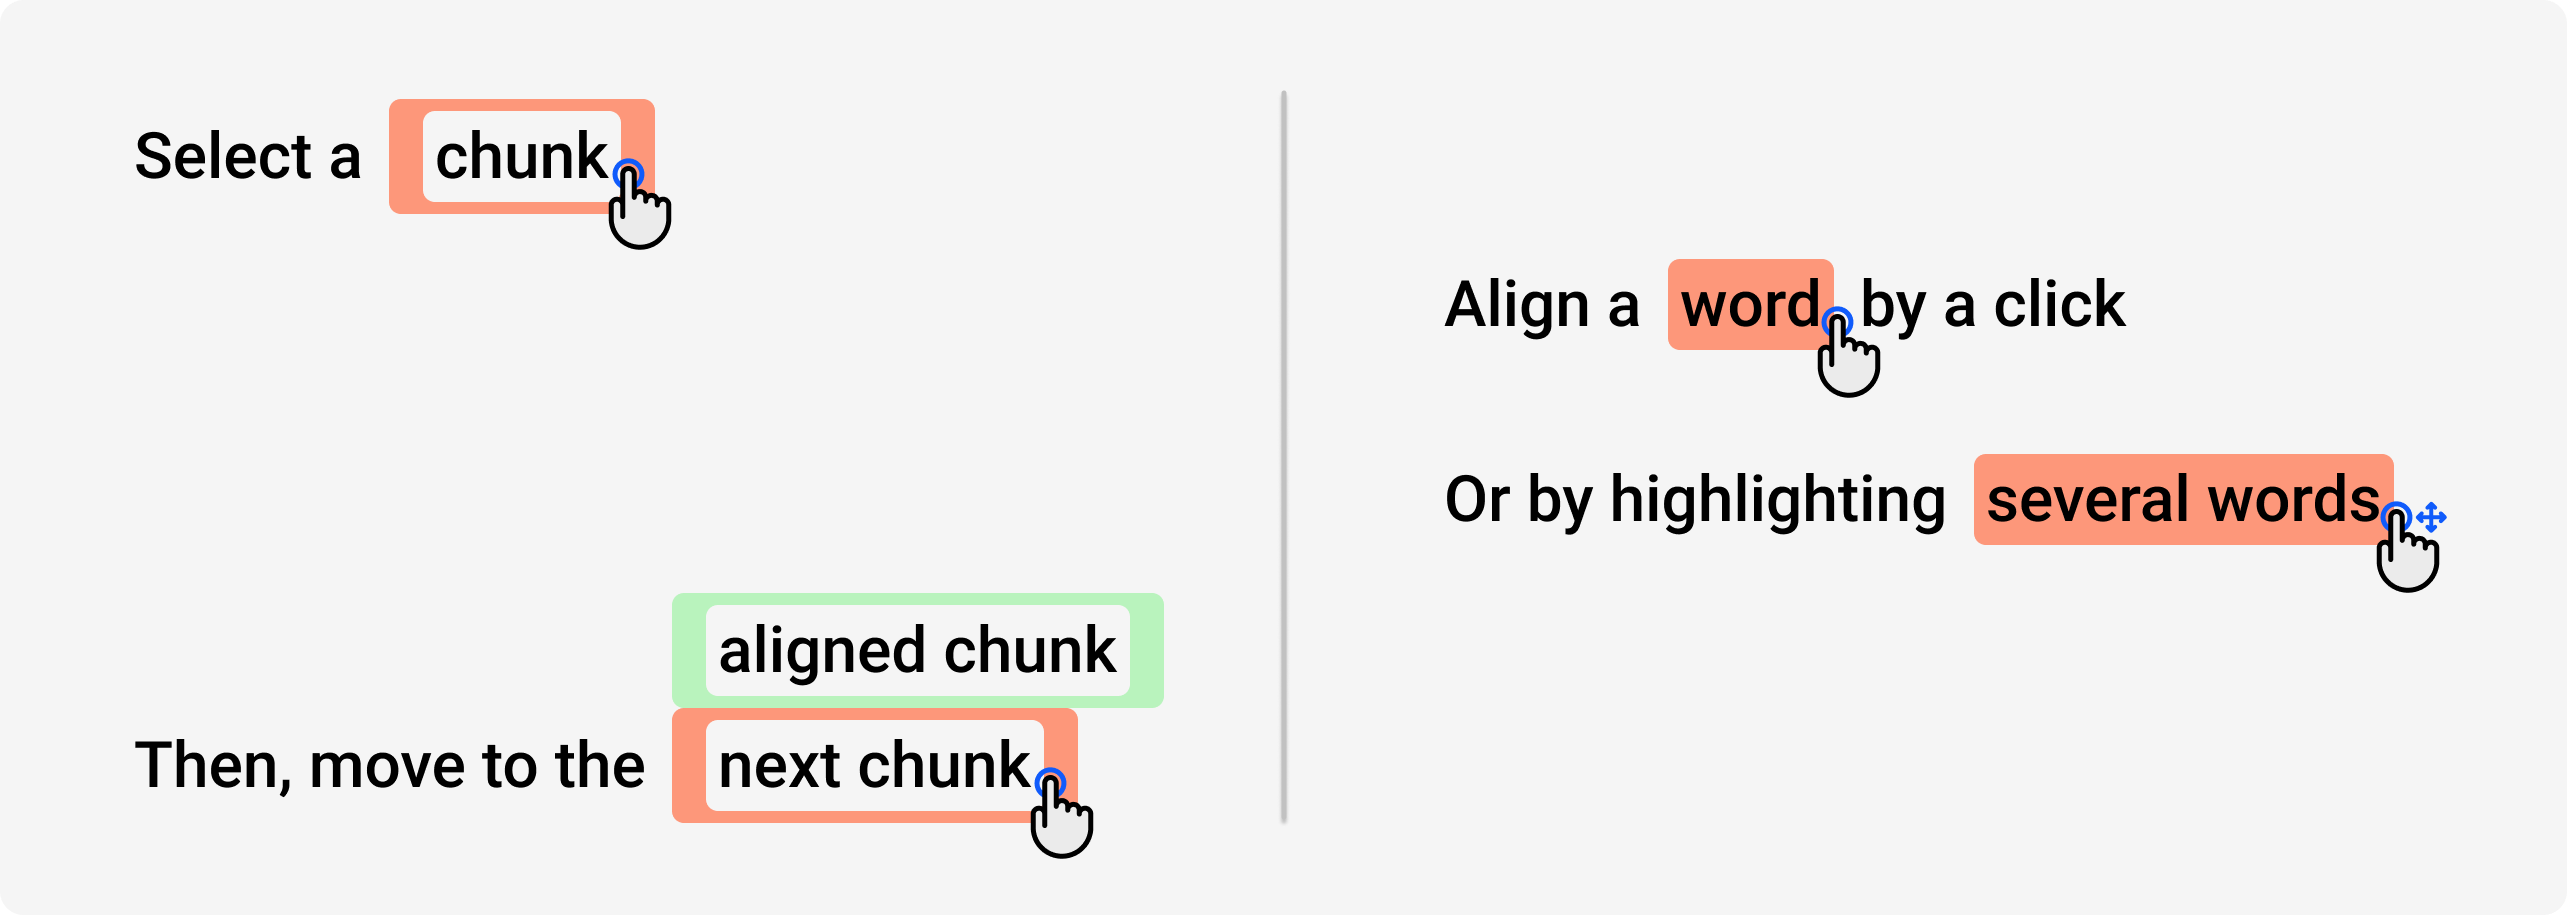 Select a chunk
Align a word by a click
Or by highlighting several words
aligned chunk
Then, move to the next chunk